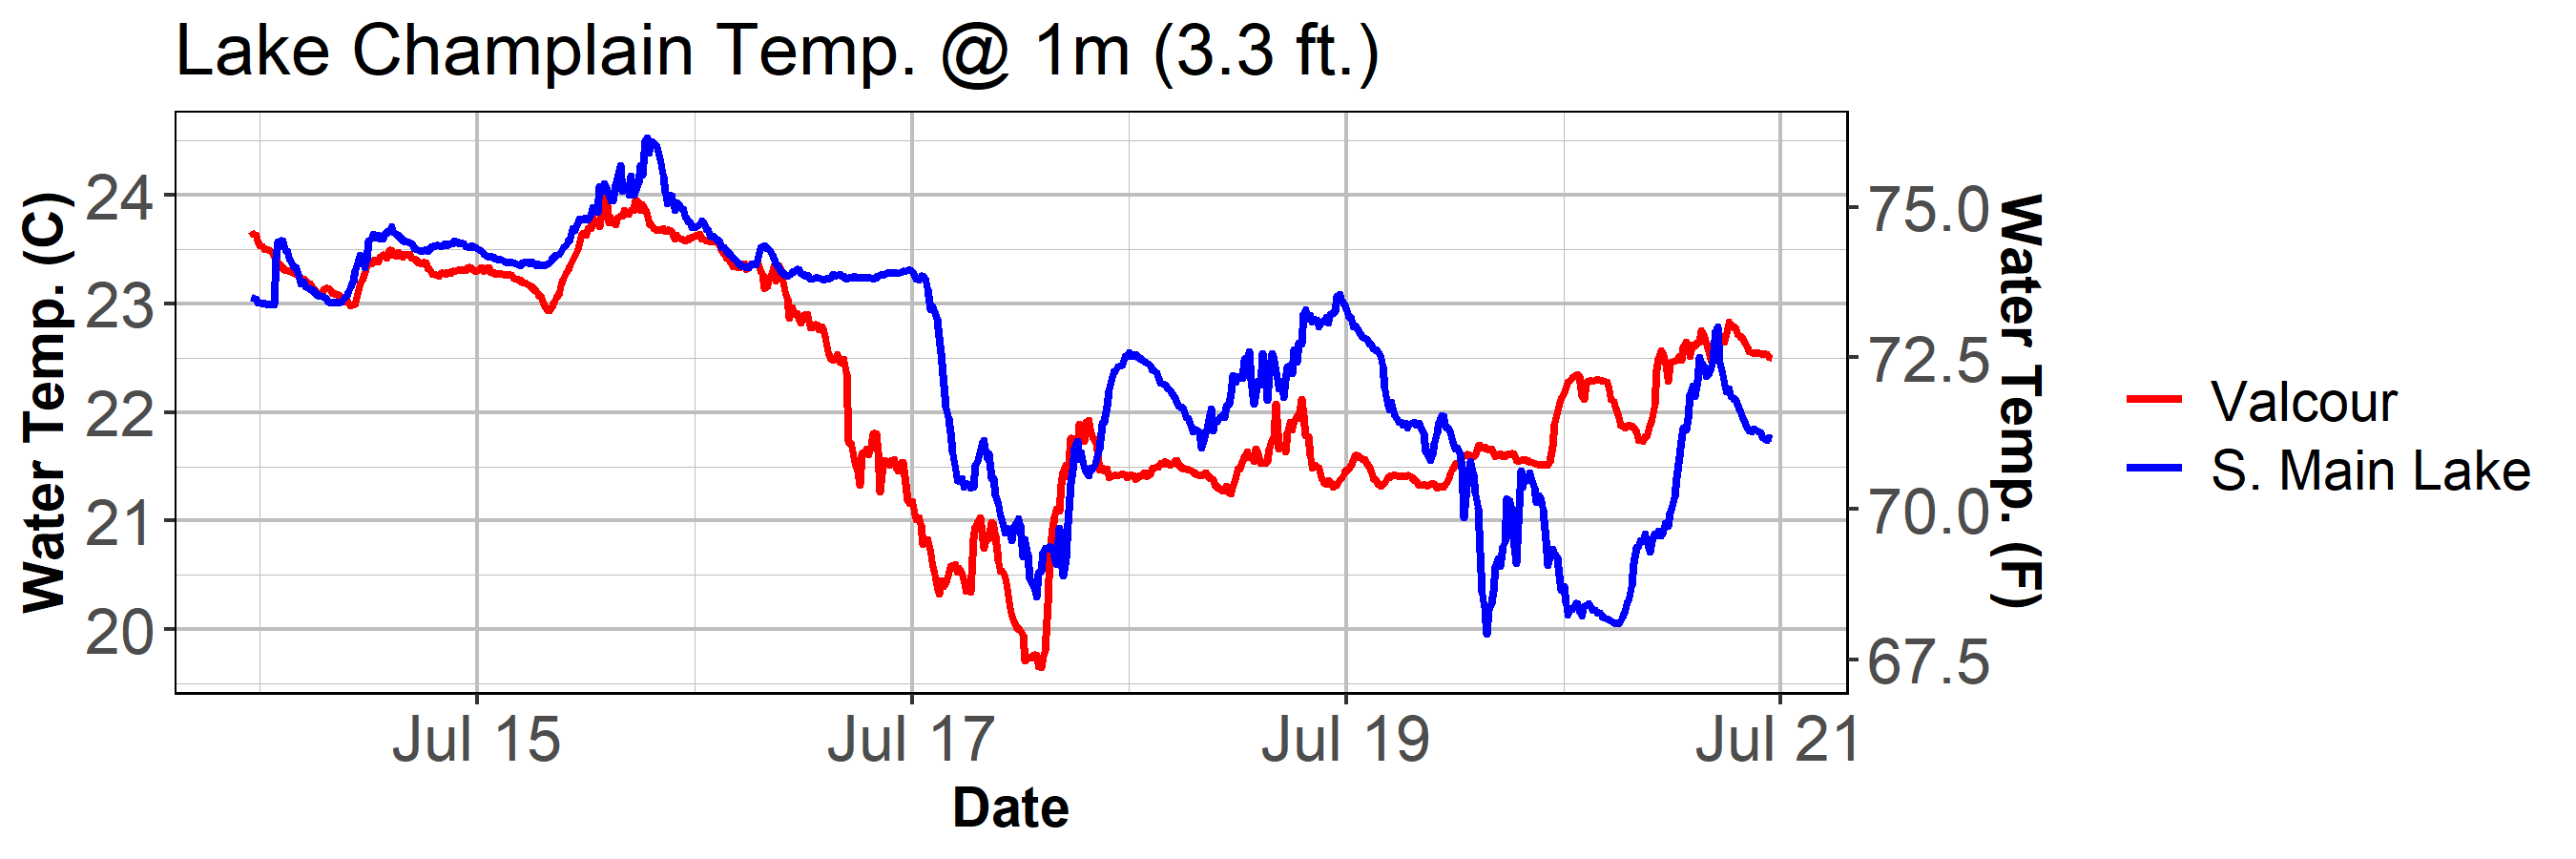 Lake Champlain Temp. @ 1m (3.3 ft.)
Water Temp. (C)
24
23
22
21
20
75.0
72.5
70.0
67.5
Water Temp. (F)
Jul 15
Jul 17
Jul 19
Jul 21
Date
Valcour
S. Main Lake